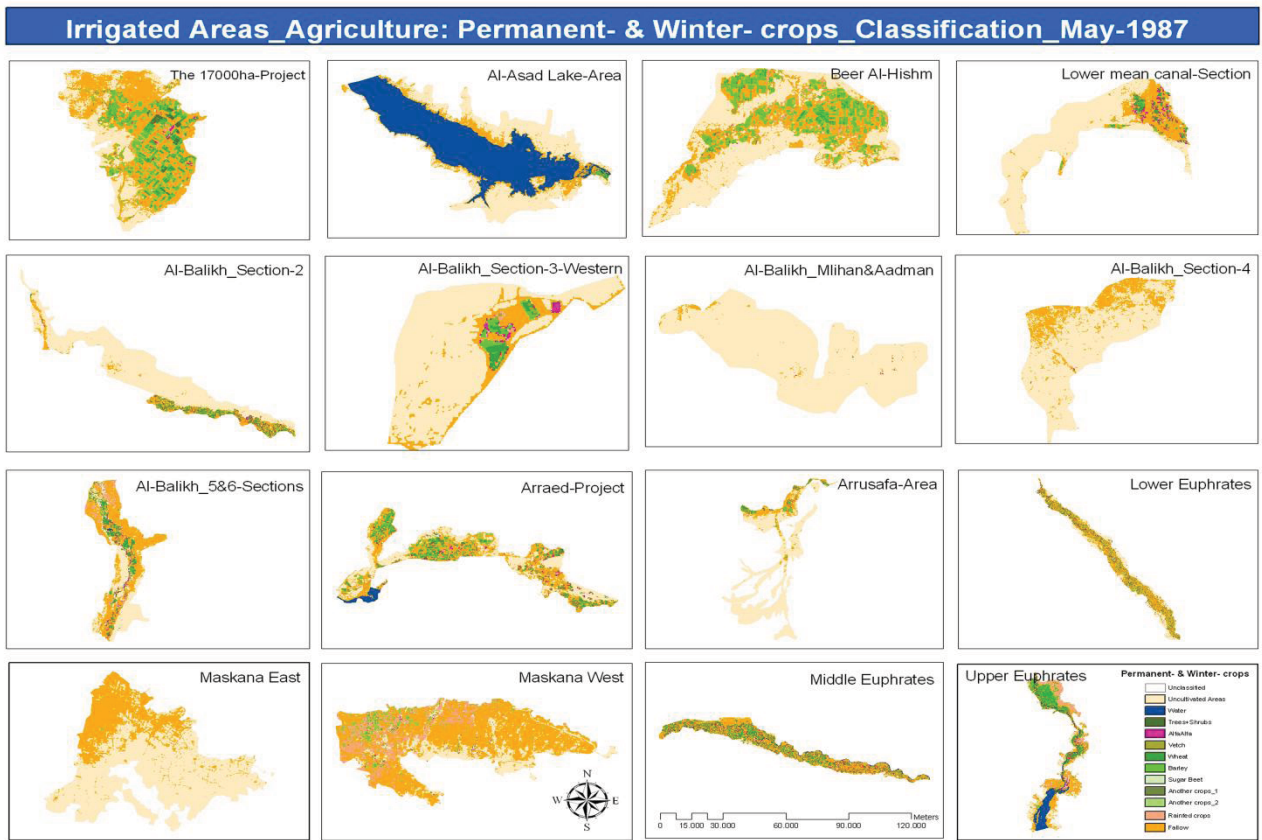 Irrigated Areas_Agriculture: Permanent- & Winter- crops_Classification_May-1987
The 17000ha-Project
Al-Asad Lake-Area
Beer Al-Hishm
Lower mean canal-Section
Al-Balikh_Section-2
Al-Balikh_Section-3-Western
Al-Balikh_Mlihan&Aadman
Al-Balikh_Section-4
Al-Balikh_5&6-Sections
Arraed-Project
Arrusafa-Area
Lower Euphrates
Maskana East
Maskana West
N
W E
S
Middle Euphrates
Meters
0 15.000 30.000 60.000 90.000 120.000
Upper Euphrates
Permanent- & Winter- crops
Unclassified
Uncultivated Areas
Water
Trees+Shrubs
AlfaAlfa
Vetch
Wheat
Barley
Sugar Beet
Another crops_1
Another crops_2
Rainfed crops
Fallow